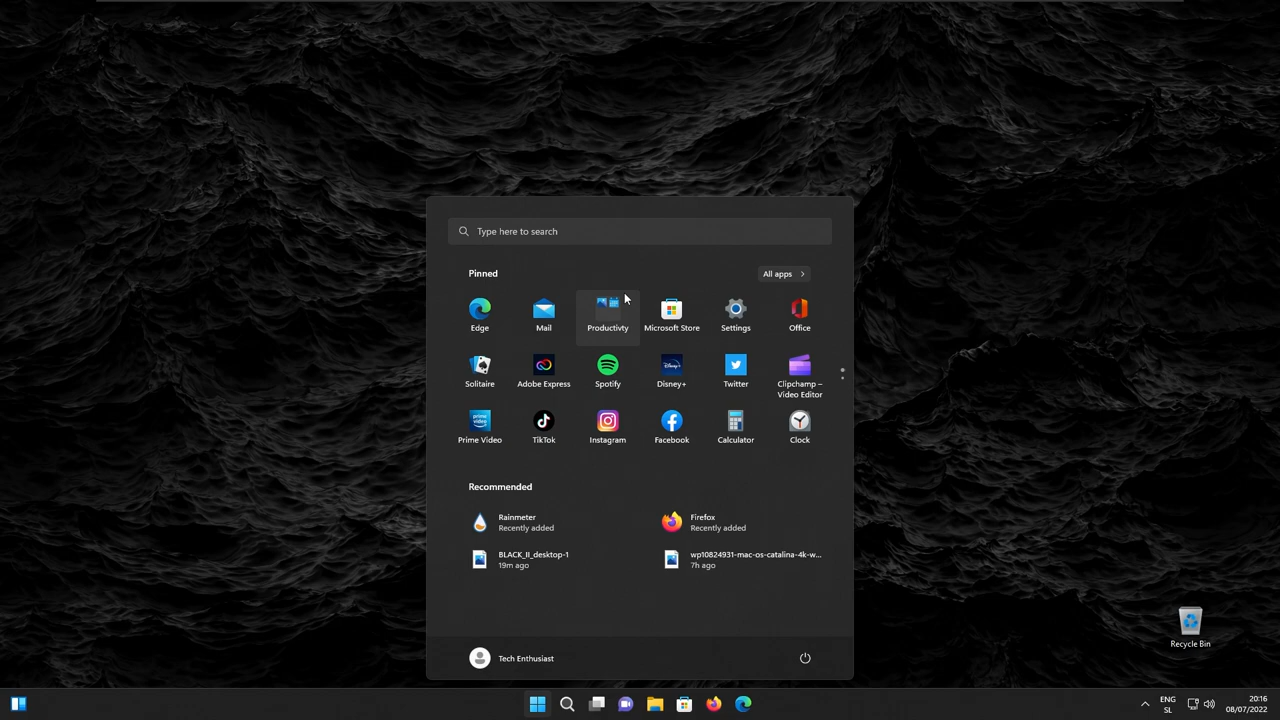 Type here to search
Pinned
All apps
Edge
Mail
Productivty
Microsoft Store
Settings
Office
Solitaire
Adobe Express
Spotify
Disney+
Twitter
Clipchamp –
Video Editor
Prime Video
TikTok
Instagram
Facebook
Calculator
Clock
Recommended
Rainmeter
Recently added
Firefox
Recently added
BLACK_II_desktop-1
19m ago
wp10824931-mac-os-catalina-4k-w...
7h ago
Tech Enthusiast
Recycle Bin
ENG
SL
20:16
08/07/2022